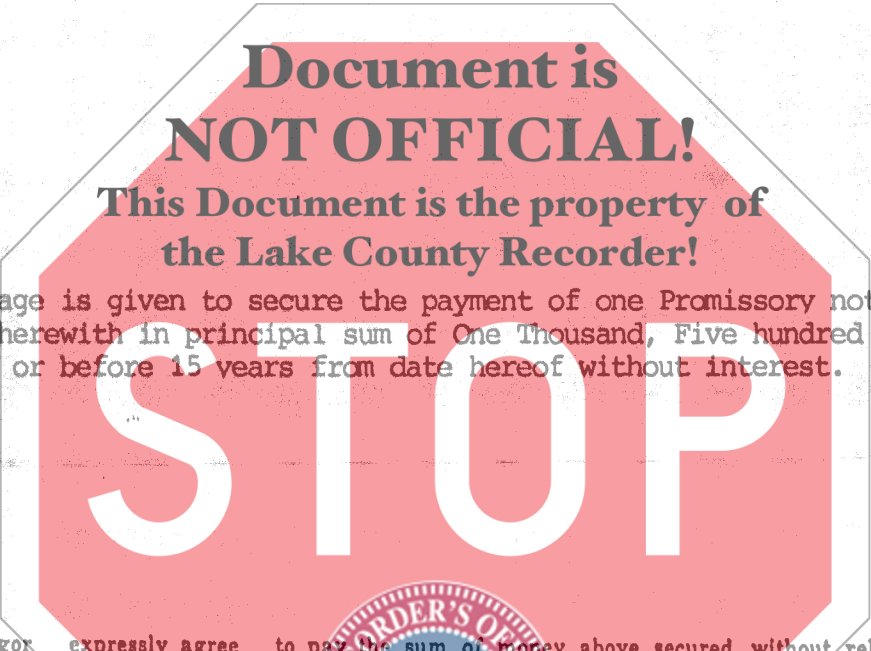 Document is
NOT OFFICIAL!
This Document is the property of
the Lake County Recorder!
age is given to secure the payment of one Promissory not
herewith in principal sum of One Thousand, Five hundred
or before 15 years from date hereof without interest.
STOP
RDER'S OF
gor expressly agree to pay the sum of money above secured without rel